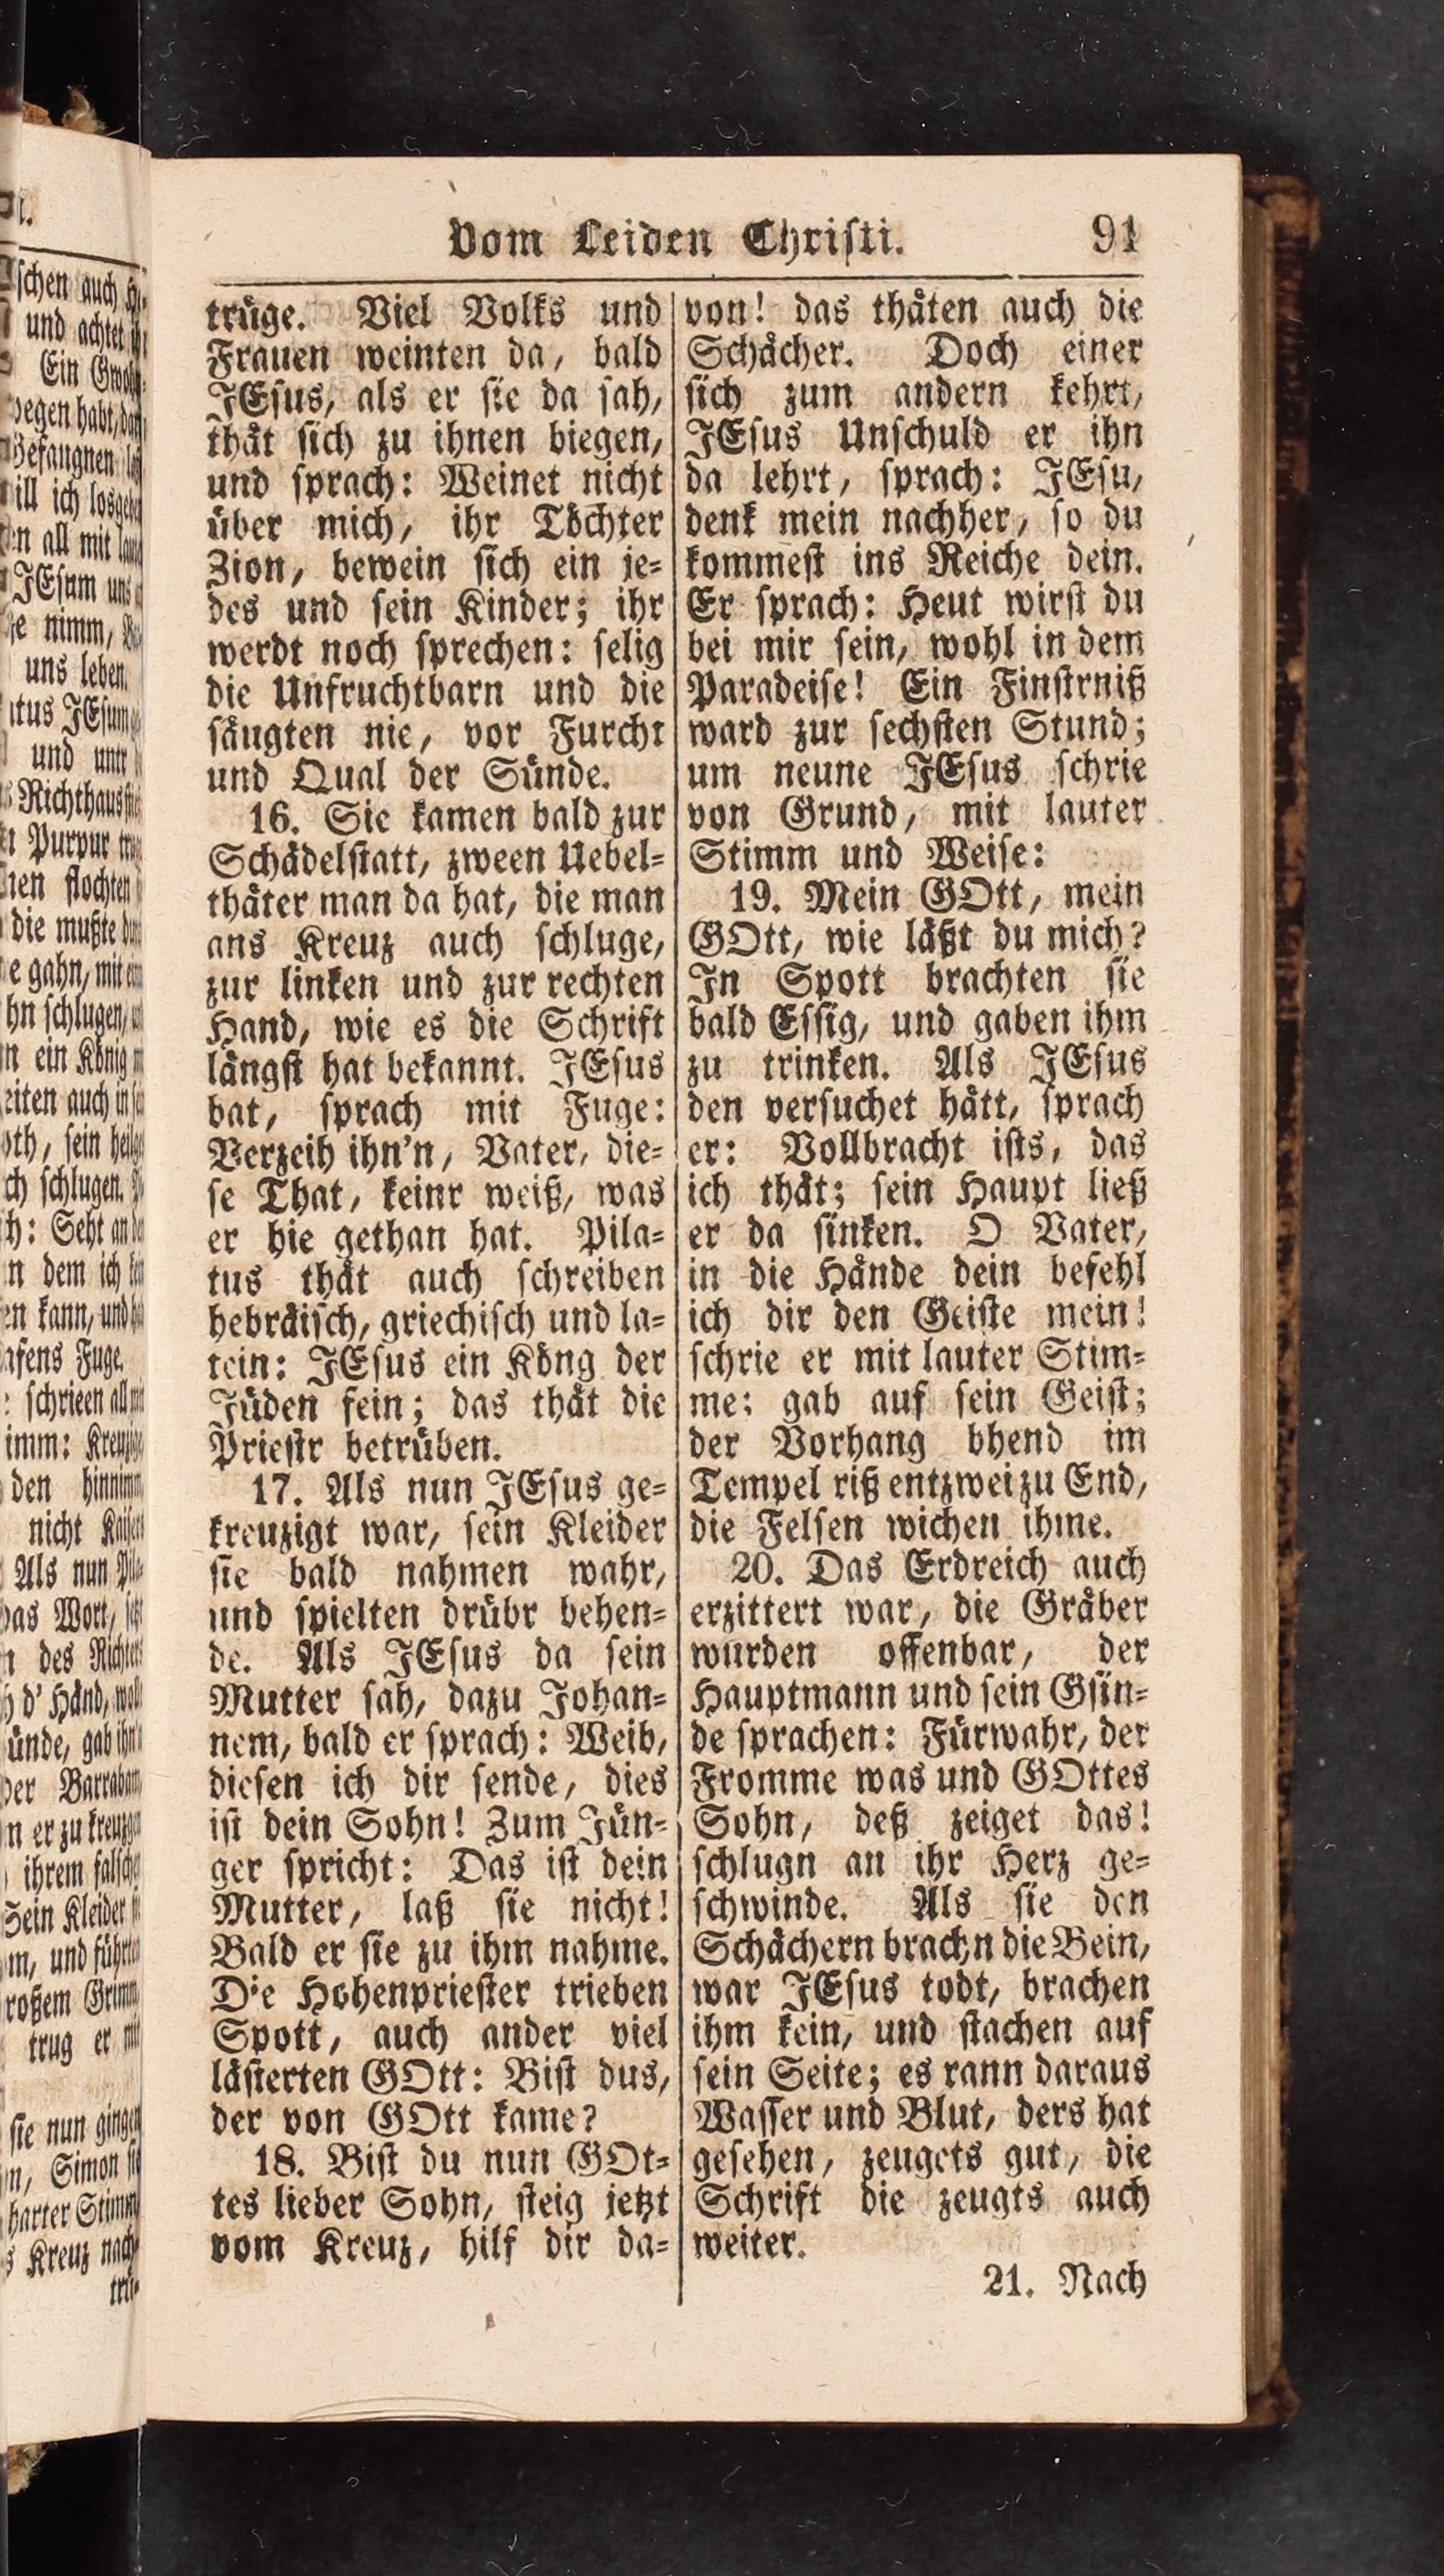 Vom Leiden Christi. 91
trüge. Viel Volks und
Frauen weinten da, bald
JEsus, als er sie da sah,
thät sich zu ihnen biegen,
und sprach: Weinet nicht
über mich, ihr Töchter
Zion, bewein sich ein je-
des und sein Kinder; ihr
werdt noch sprechen: selig
die Unfruchtbarn und die
säugten nie, vor Furcht
und Qual der Sünde.
16. Sie kamen bald zur
Schädelstatt, zween Uebel-
thäter man da hat, die man
ans Kreuz auch schluge,
zur linken und zur rechten
Hand, wie es die Schrift
längst hat bekannt. JEsus
bat, sprach mit Fuge:
Verzeih ihn'n, Vater, die-
se That, keinr weiß, was
er hie gethan hat. Pila-
tus thät auch schreiben
hebräisch, griechisch und la-
tein: JEsus ein Köng der
Jüden fein; das thät die
Priestr betrüben.
17. Als nun JEsus ge-
kreuzigt war, sein Kleider
sie bald nahmen wahr,
und spielten drübr behen-
de. Als JEsus da sein
Mutter sah, dazu Johan-
nem, bald er sprach: Weib,
diesen ich dir sende, dies
ist dein Sohn! Zum Jün-
ger spricht: Das ist dein
Mutter, laß sie nicht!
Bald er sie zu ihm nahme.
Die Hohenpriester trieben
Spott, auch ander viel
lästerten GOtt: Bist dus,
der von GOtt kame?
18. Bist du nun GOt-
tes lieber Sohn, steig jetzt
vom Kreuz, hilf dir da-
von! das thäten auch die
Schächer. Doch einer
sich zum andern kehrt,
JEsus Unschuld er ihn
da lehrt, sprach: JEsu,
denk mein nachher, so du
kommest ins Reiche dein.
Er sprach: Heut wirst du
bei mir sein, wohl in dem
Paradeise! Ein Finstrniß
ward zur sechsten Stund;
um neune JEsus schrie
von Grund, mit lauter
Stimm und Weise:
19. Mein GOtt, mein
GOtt, wie läßt du mich?
In Spott brachten sie
bald Essig, und gaben ihm
zu trinken. Als JEsus
den versuchet hätt, sprach
er: Vollbracht ists, das
ich thät; sein Haupt ließ
er da sinken. O Vater,
in die Hände dein befehl
ich dir den Geiste mein!
schrie er mit lauter Stim-
me; gab auf sein Geist;
der Vorhang bhend im
Tempel riß entzwei zu End,
die Felsen wichen ihme.
20. Das Erdreich auch
erzittert war, die Gräber
wurden offenbar, der
Hauptmann und sein Gsin-
de sprachen: Fürwahr, der
Fromme was und GOttes
Sohn, deß zeiget das!
schlugn an ihr Herz ge-
schwinde. Als sie den
Schächern brachn die Bein,
war JEsus todt, brachen
ihm kein, und stachen auf
sein Seite; es rann daraus
Wasser und Blut, ders hat
gesehen, zeugets gut, die
Schrift die zeugts auch
weiter.
21. Nach